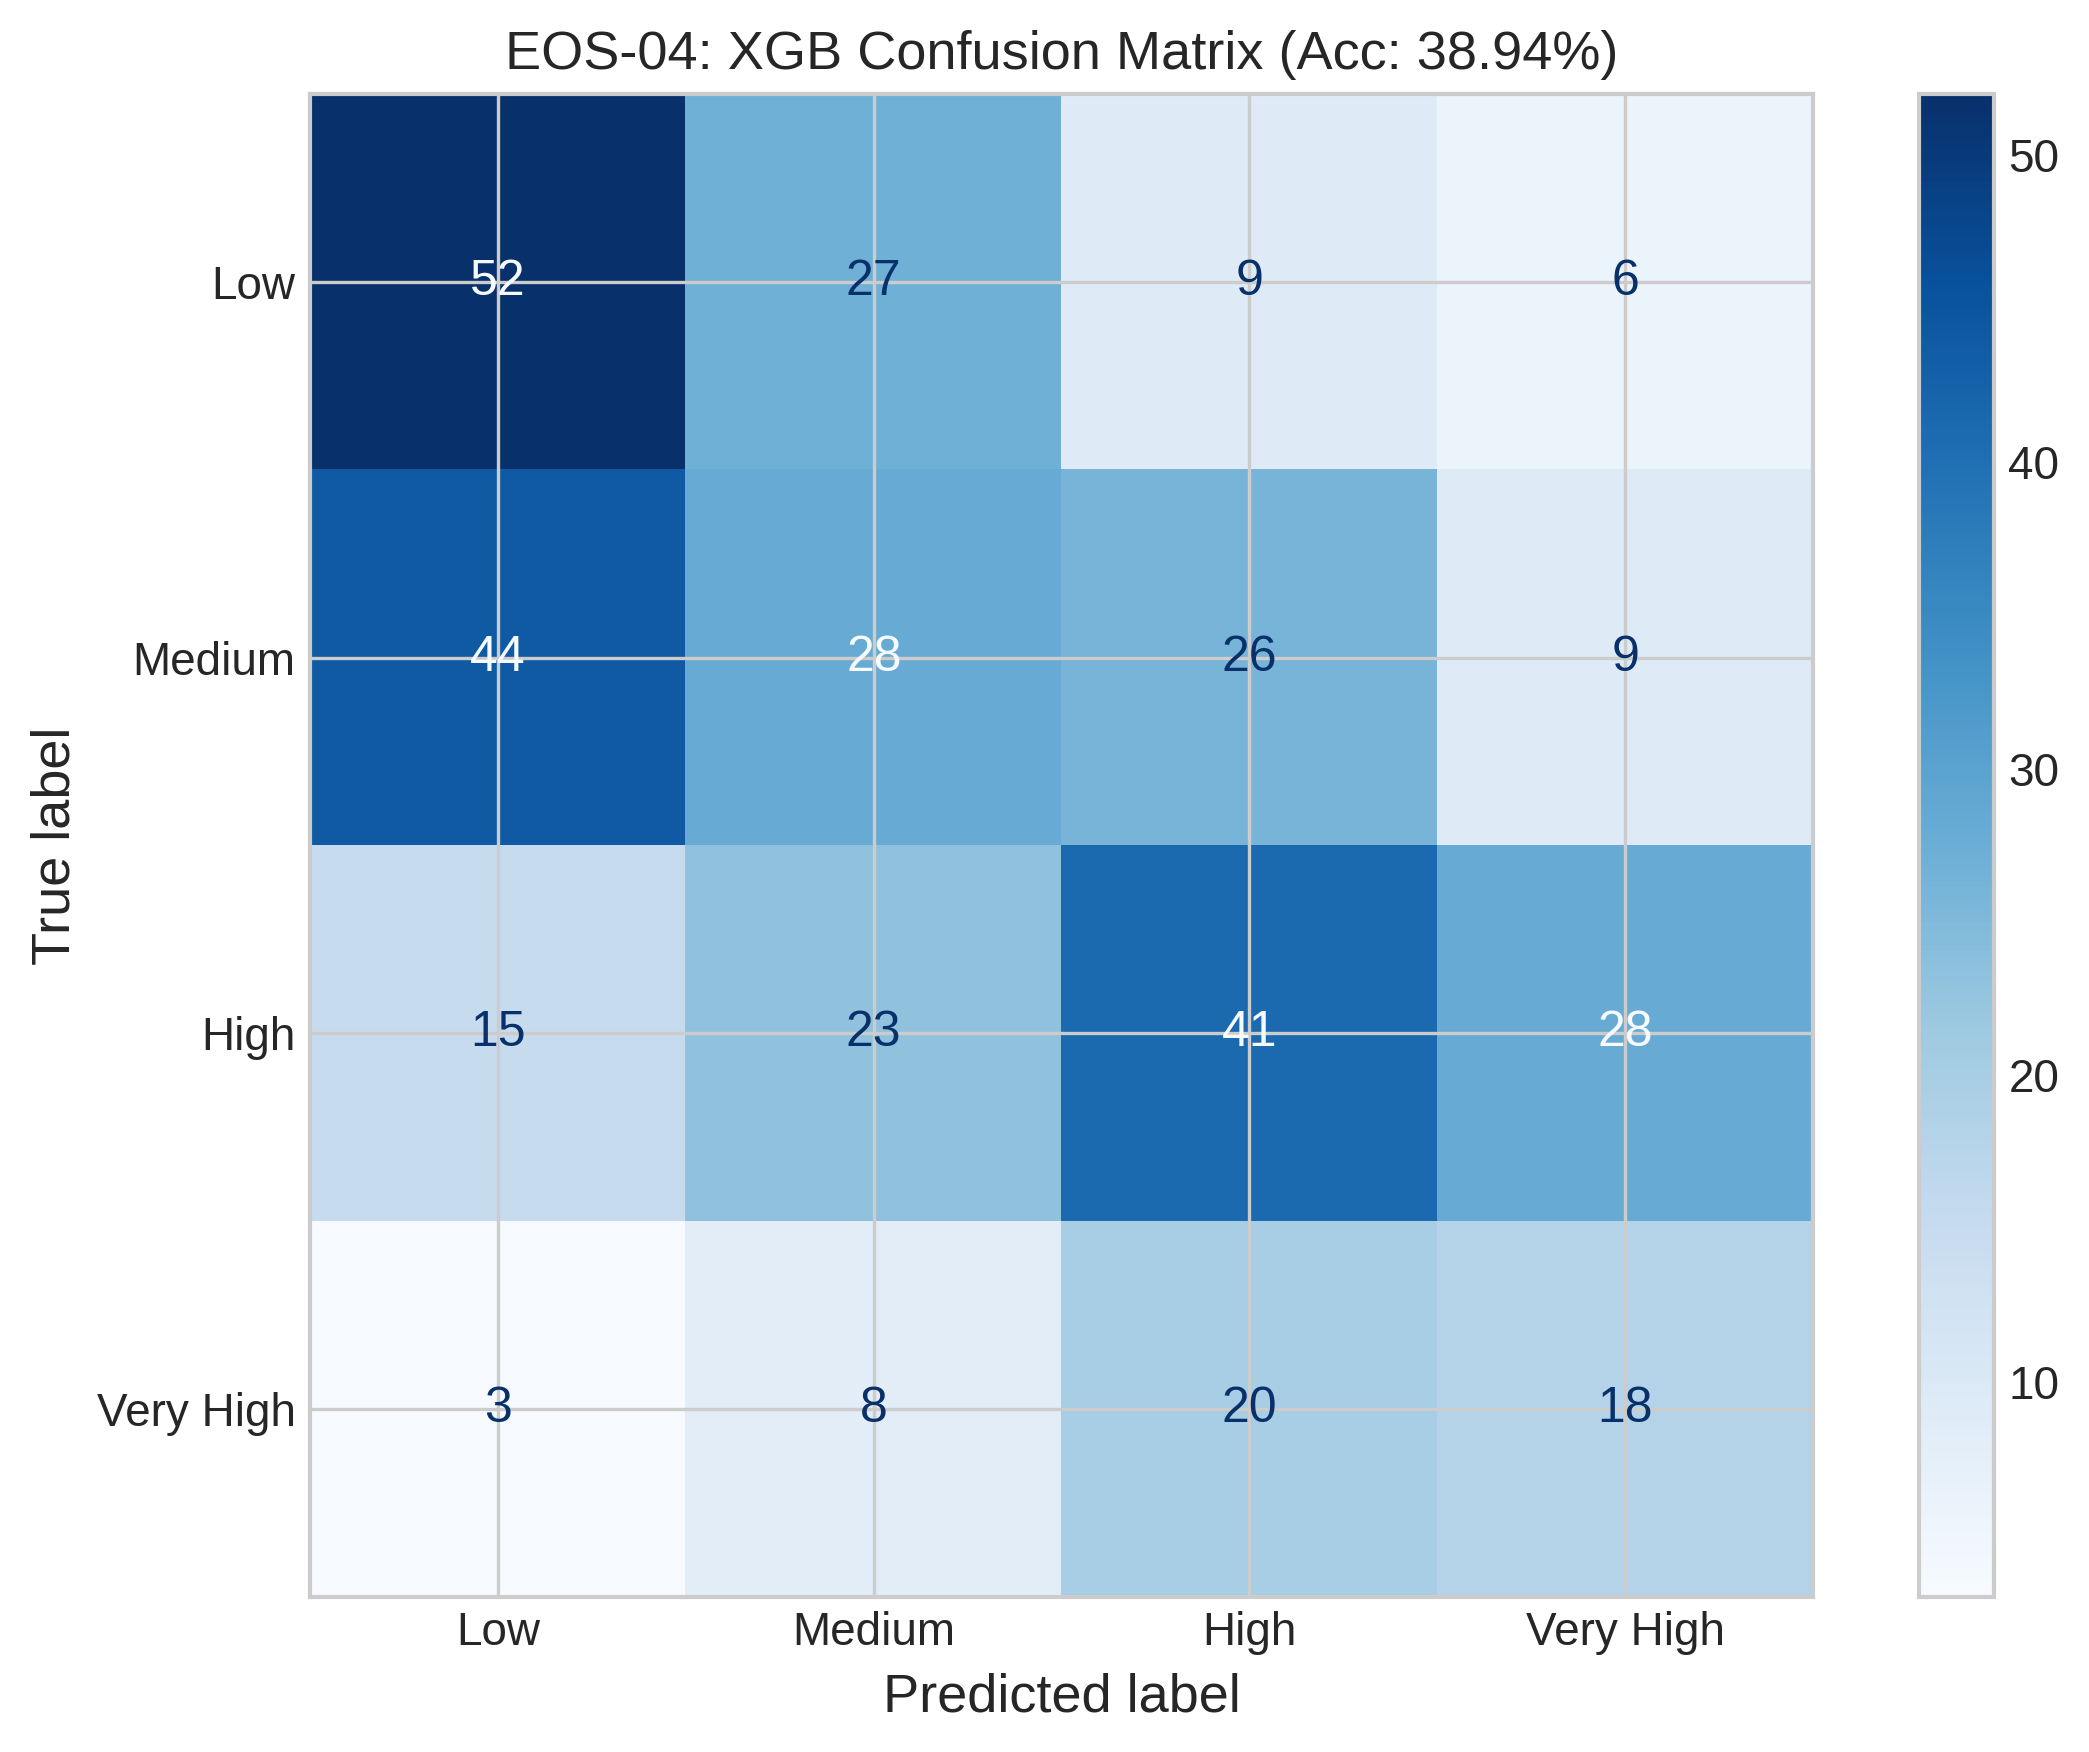 EOS-04: XGB Confusion Matrix (Acc: 38.94%)
True label
Low 52 27 9 6
Medium 44 28 26 9
High 15 23 41 28
Very High 3 8 20 18
Low Medium High Very High
Predicted label
50
40
30
20
10